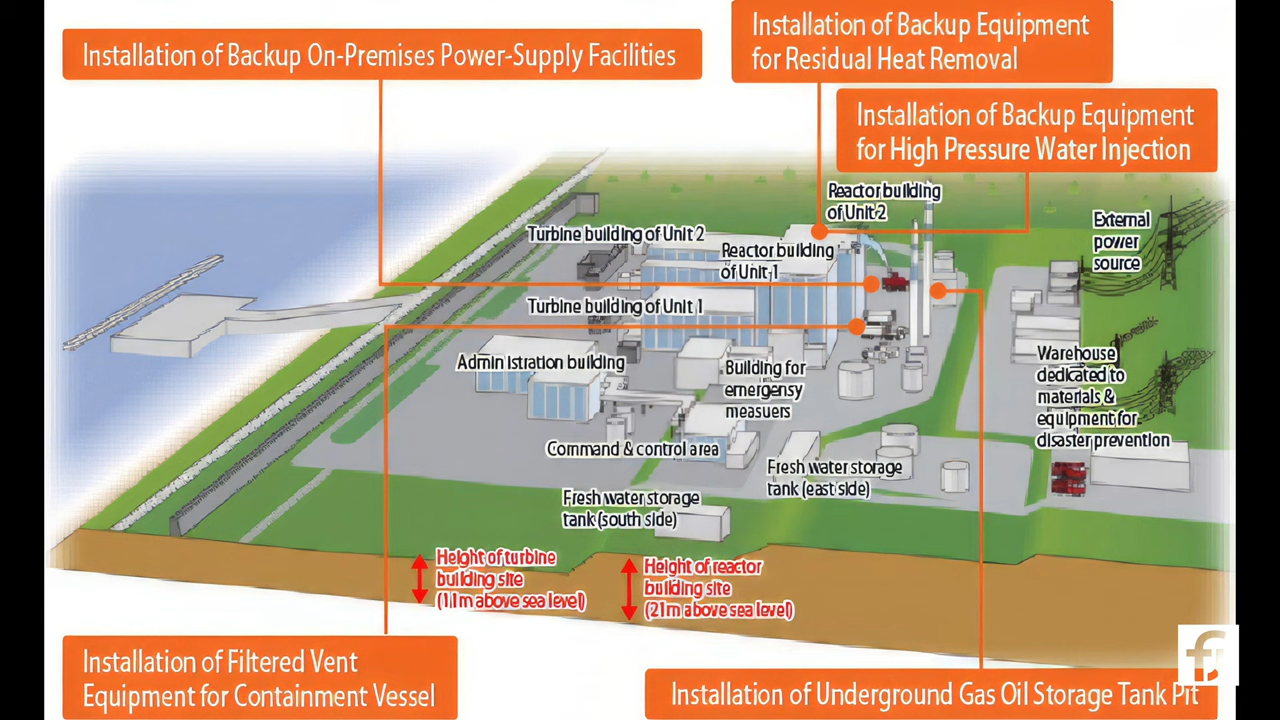 Installation of Backup On-Premises Power-Supply Facilities
Installation of Backup Equipment
for Residual Heat Removal
Installation of Backup Equipment
for High Pressure Water Injection
Reactor building
of Unit 2
External
power
source
Turbine building of Unit 2
Reactor building
of Unit 1
Turbine building of Unit 1
Admin istration building
Building for
emergensy
measuers
Warehouse
dedicated to
materials &
equipment for
disaster prevention
Command & control area
Fresh water storage
tank (east side)
Fresh water storage
tank (south side)
Height of turbine
building site
(11m above sea level)
Height of reactor
building site
(21m above sea level)
Installation of Filtered Vent
Equipment for Containment Vessel
Installation of Underground Gas Oil Storage Tank Pit